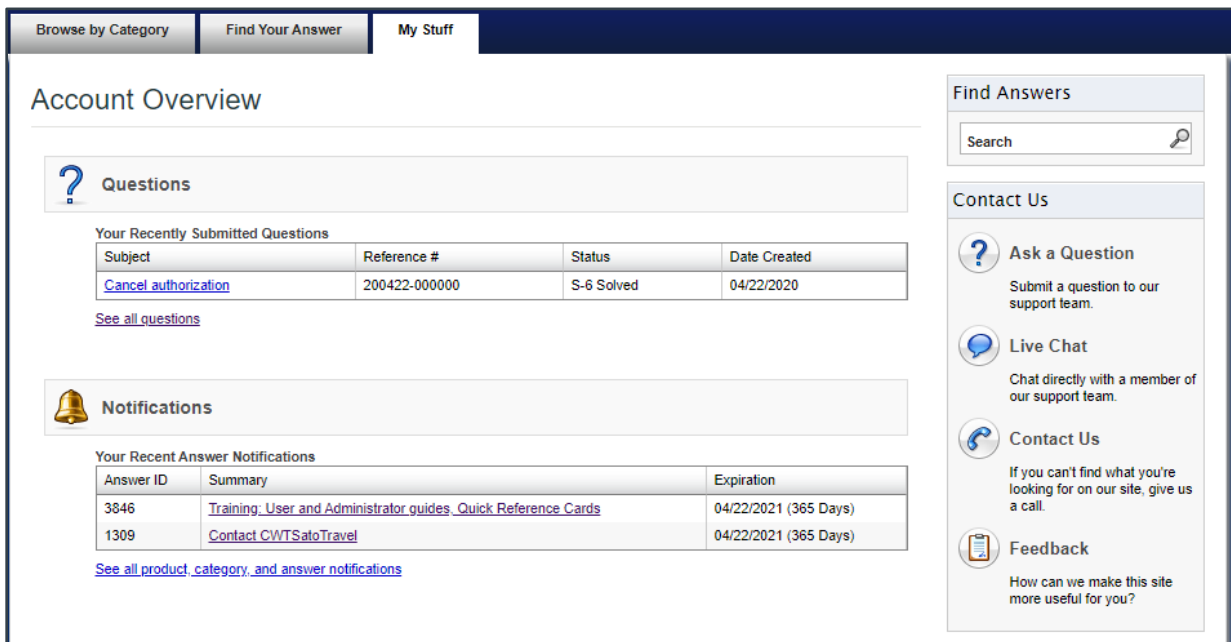 Browse by Category Find Your Answer My Stuff
Account Overview
Questions
Your Recently Submitted Questions
Subject Reference # Status Date Created
Cancel authorization 200422-000000 S-6 Solved 04/22/2020
See all questions
Notifications
Your Recent Answer Notifications
Answer ID Summary Expiration
3846 Training: User and Administrator guides, Quick Reference Cards 04/22/2021 (365 Days)
1309 Contact CWTSatoTravel 04/22/2021 (365 Days)
See all product, category, and answer notifications
Find Answers
Search
Contact Us
Ask a Question
Submit a question to our
support team.
Live Chat
Chat directly with a member of
our support team.
Contact Us
If you can't find what you're
looking for on our site, give us
a call.
Feedback
How can we make this site
more useful for you?